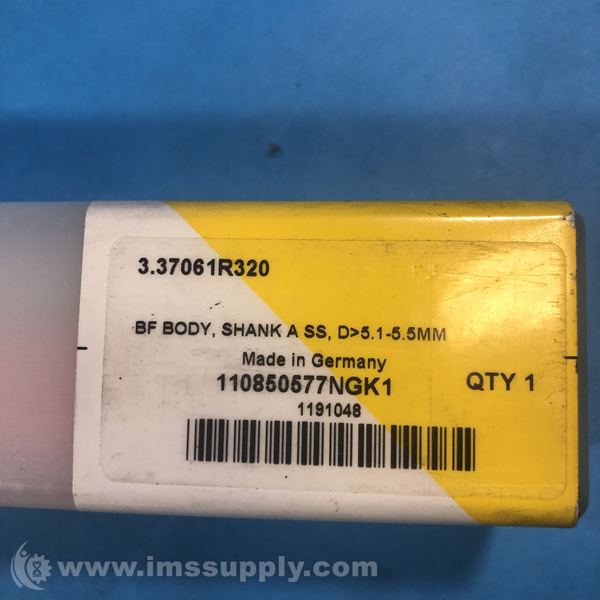 3.37061R320
BF BODY, SHANK A SS, D>5.1-5.5MM
Made in Germany
110850577NGK1 QTY 1
1191048
www.imssupply.com